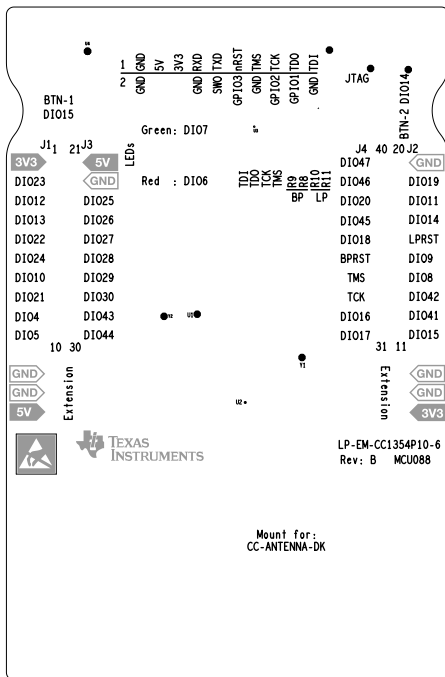 U4
1 GND 5V 3V3 RXD TXD nRST TMS TCK TDO TDI
2 GND GND GND SWO GPIO3 GND GPIO2 GPIO1 GND
JTAG
BTN-1
DIO15
BTN-2 DIO14
Green: DIO7
Red : DIO6
LEDs
TDI TDO TCK TMS
R9 R8 R10 R11
BP LP
J1 1 21 J3
3V3 5V
DIO23 GND
DIO12 DIO25
DIO13 DIO26
DIO22 DIO27
DIO24 DIO28
DIO10 DIO29
DIO21 DIO30
DIO4 DIO43
DIO5 DIO44
10 30
GND
GND
5V
Extension
J4 40 20 J2
DIO47 GND
DIO46 DIO19
DIO20 DIO11
DIO45 DIO14
DIO18 LPRST
BPRST DIO9
TMS DIO8
TCK DIO42
DIO16 DIO41
DIO17 DIO15
31 11
Extension
GND
GND
3V3
Y2
U1
Y1
U2
TEXAS
INSTRUMENTS
LP-EM-CC1354P10-6
Rev: B MCU088
Mount for:
CC-ANTENNA-DK